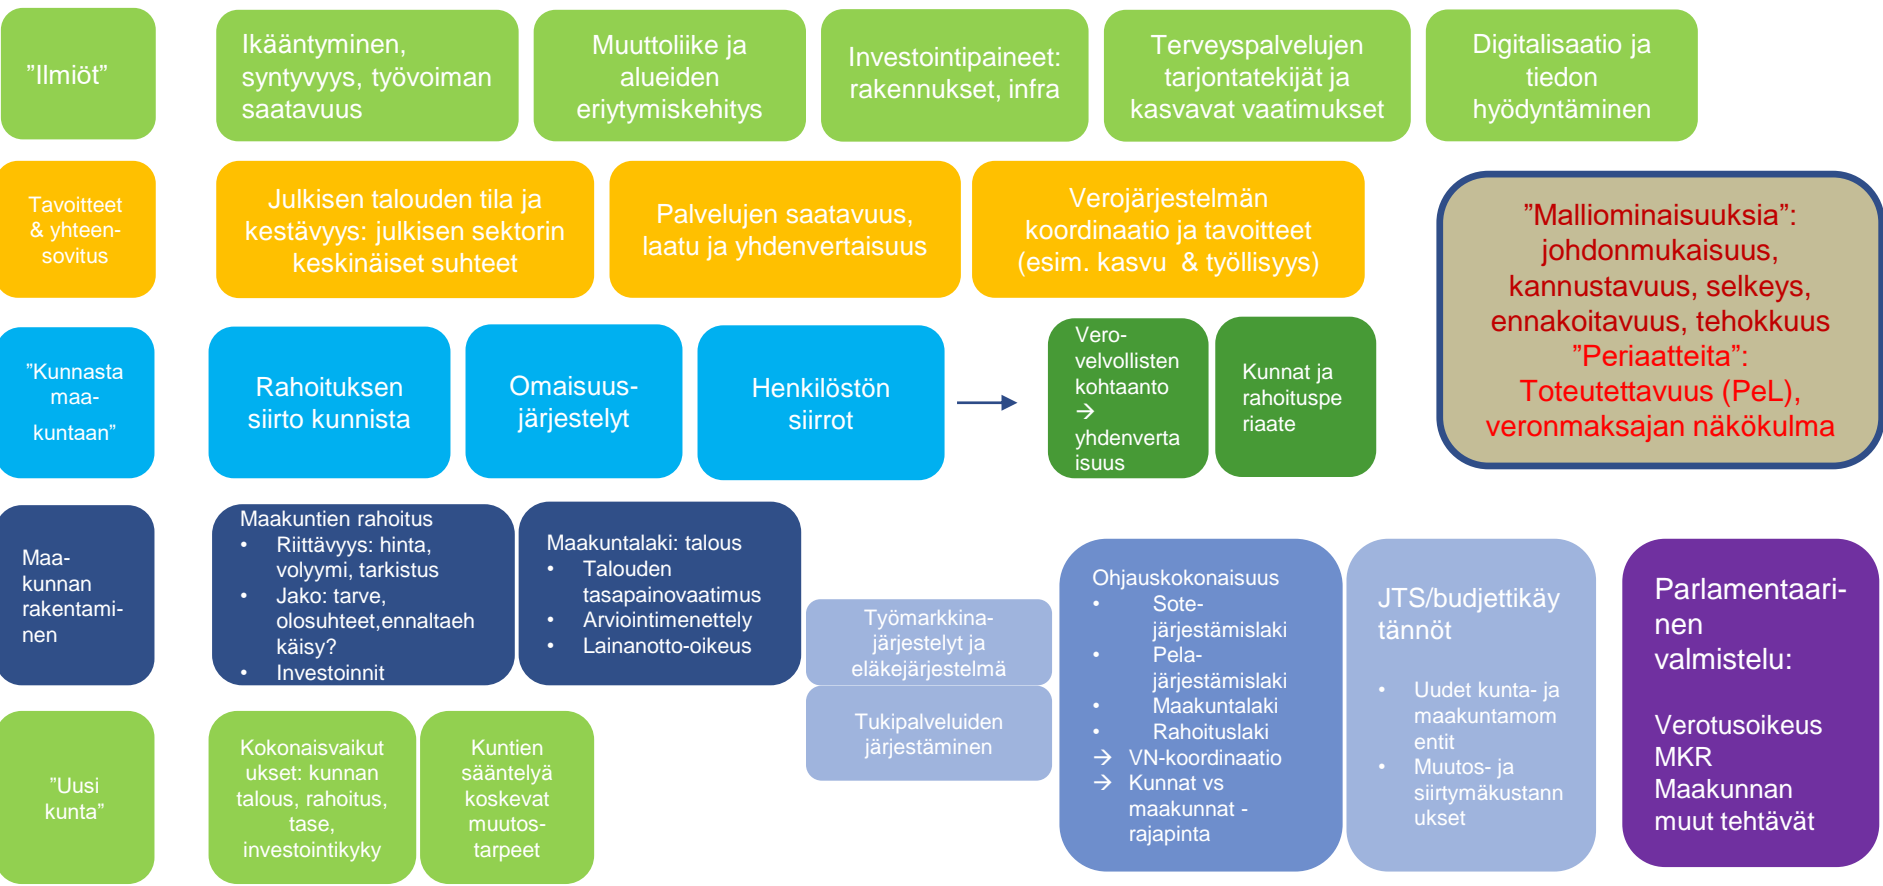 ”Ilmiöt”
Ikääntyminen,
syntyvyys, työvoiman
saatavuus
Muuttoliike ja
alueiden
eriytymiskehitys
Investointipaineet:
rakennukset, infra
Terveyspalvelujen
tarjontatekijät ja
kasvavat vaatimukset
Digitalisaatio ja
tiedon
hyödyntäminen
Tavoitteet
& yhteen-
sovitus
Julkisen talouden tila ja
kestävyys: julkisen sektorin
keskinäiset suhteet
Palvelujen saatavuus,
laatu ja yhdenvertaisuus
Verojärjestelmän
koordinaatio ja tavoitteet
(esim. kasvu & työllisyys)
”Malliominaisuuksia”:
johdonmukaisuus,
kannustavuus, selkeys,
ennakoitavuus, tehokkuus
”Periaatteita”:
Toteutettavuus (PeL),
veronmaksajan näkökulma
”Kunnasta
maa-
kuntaan”
Rahoituksen
siirto kunnista
Omaisuus-
järjestelyt
Henkilöstön
siirrot
Vero-
velvollisten
kohtaanto
→
yhdenverta
isuus
Kunnat ja
rahoituspe
riaate
Maa-
kunnan
rakentami-
nen
Maakuntien rahoitus
• Riittävyys: hinta,
volyymi, tarkistus
• Jako: tarve,
olosuhteet,ennaltaeh
käisy?
• Investoinnit
Maakuntalaki: talous
• Talouden
tasapainovaatimus
• Arviointimenettely
• Lainanotto-oikeus
Työmarkkina-
järjestelyt ja
eläkejärjestelmä
Tukipalveluiden
järjestäminen
Ohjauskokonaisuus
• Sote-
järjestämislaki
• Pela-
järjestämislaki
• Maakuntalaki
• Rahoituslaki
→ VN-koordinaatio
→ Kunnat vs
maakunnat -
rajapinta
JTS/budjettikäy
tännöt
• Uudet kunta- ja
maakuntamom
entit
• Muutos- ja
siirtymäkustann
ukset
Parlamentaari-
nen
valmistelu:
Verotusoikeus
MKR
Maakunnan
muut tehtävät
”Uusi
kunta”
Kokonaisvaikut
ukset: kunnan
talous, rahoitus,
tase,
investointikyky
Kuntien
sääntelyä
koskevat
muutos-
tarpeet